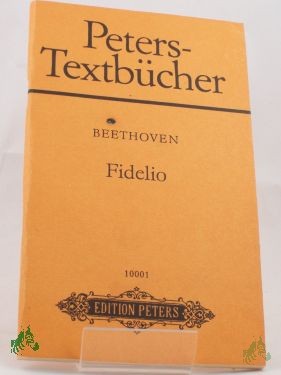 Peters-
Textbücher
BEETHOVEN
Fidelio
10001
EDITION PETERS